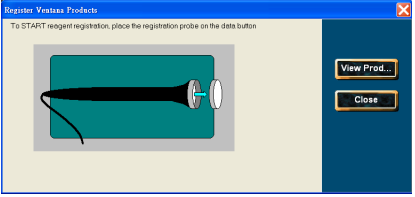 Register Ventana Products
To START reagent registration, place the registration probe on the data button
View Prod...
Close